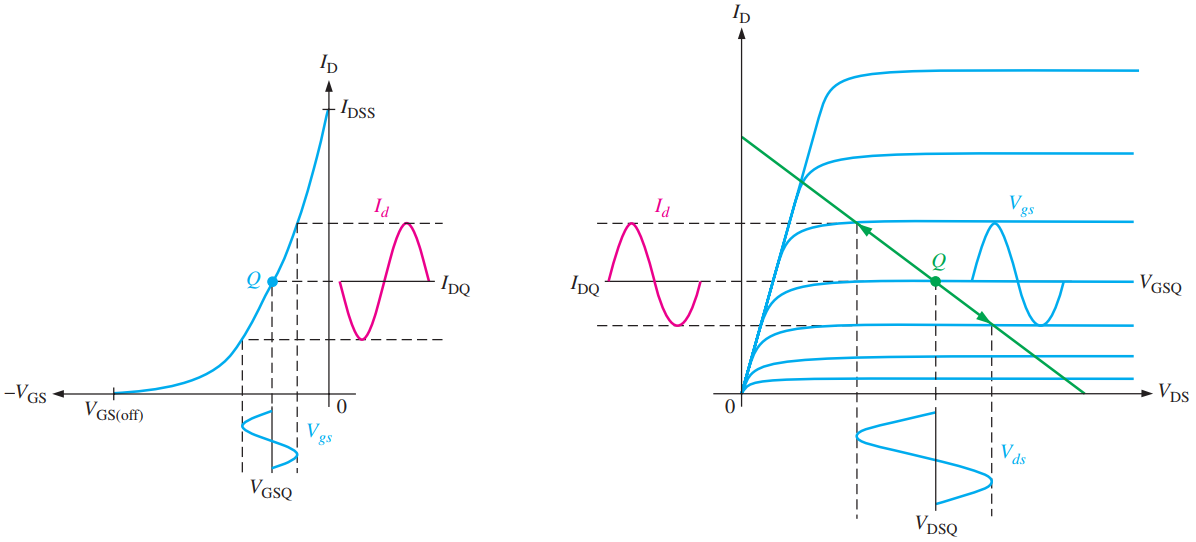 I_D
I_DSS
I_d
Q
I_DQ
–V_GS
V_GS(off)
0
V_gs
V_GSQ
I_D
I_d
V_gs
Q
I_DQ
V_GSQ
0
V_DS
V_ds
V_DSQ